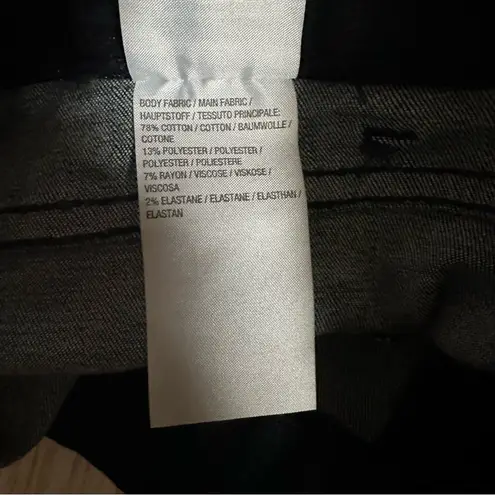 BODY FABRIC / MAIN FABRIC /
HAUPTSTOFF / TESSUTO PRINCIPALE:
78% COTTON / COTTON / BAUMWOLLE /
COTONE
13% POLYESTER / POLYESTER /
POLYESTER / POLIESTERE
7% RAYON / VISCOSE / VISKOSE /
VISCOSA
2% ELASTANE / ELASTANE / ELASTHAN /
ELASTAN